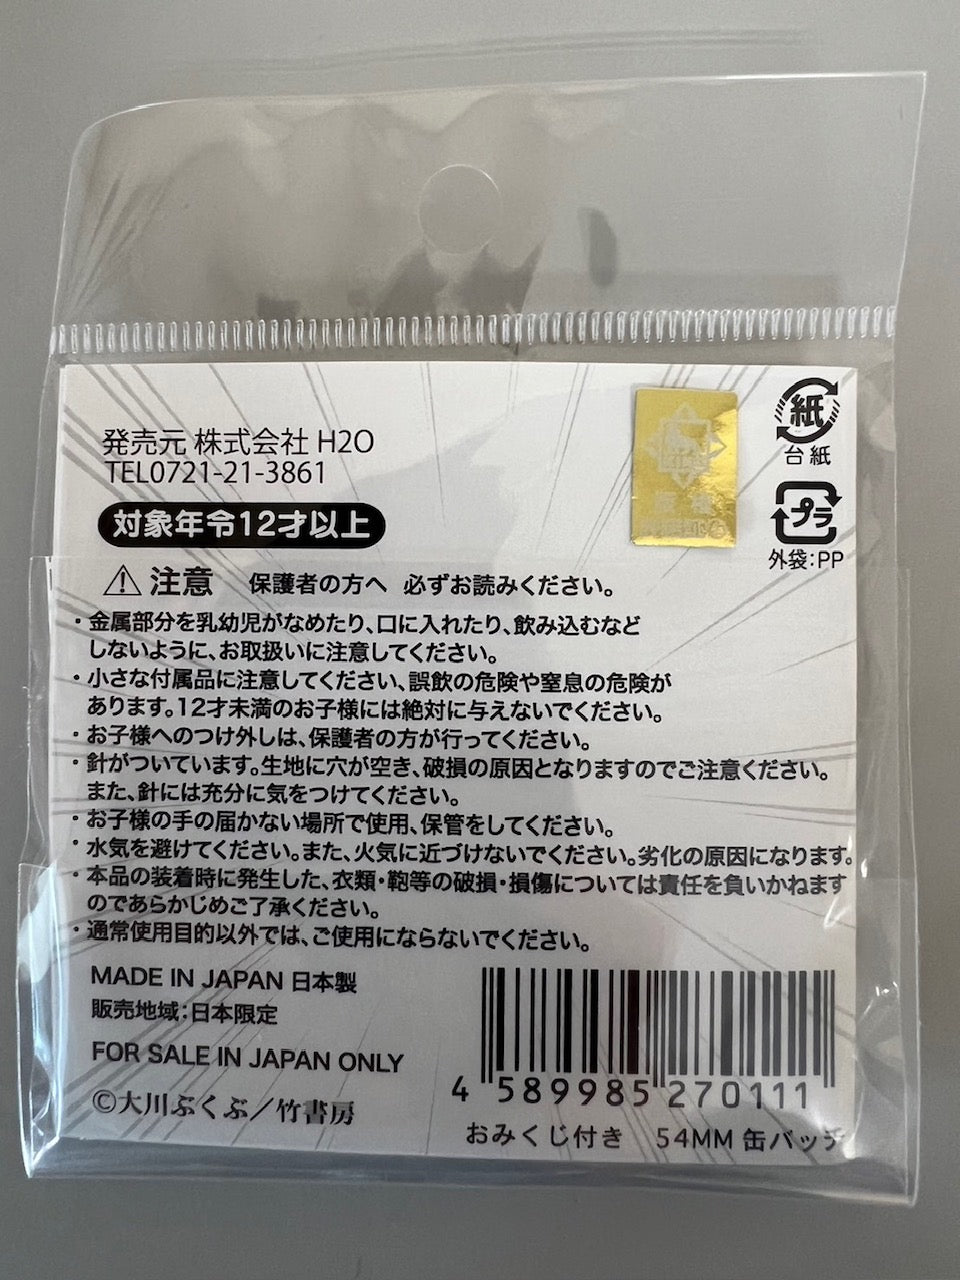 発売元 株式会社 H2O
TEL0721-21-3861
対象年令12才以上
紙
台紙
プラ
外袋:PP
注意 保護者の方へ 必ずお読みください。
・金属部分を乳幼児がなめたり、口に入れたり、飲み込むなど
しないように、お取扱いに注意してください。
・小さな付属品に注意してください、誤飲の危険や窒息の危険が
あります。12才未満のお子様には絶対に与えないでください。
・お子様へのつけ外しは、保護者の方が行ってください。
・針がついています。生地に穴が空き、破損の原因となりますのでご注意ください。
また、針には充分に気をつけてください。
・お子様の手の届かない場所で使用、保管をしてください。
・水気を避けてください。また、火気に近づけないでください。劣化の原因になります。
・本品の装着時に発生した、衣類・鞄等の破損・損傷については責任を負いかねます
のであらかじめご了承ください。
・通常使用目的以外では、ご使用にならないでください。
MADE IN JAPAN 日本製
販売地域:日本限定
FOR SALE IN JAPAN ONLY
©大川ぶくぶ/竹書房
4 589985 270111
おみくじ付き 54MM 缶バッチ